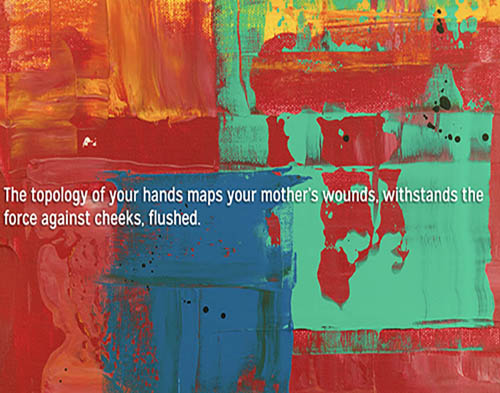 The topology of your hands maps your mother's wounds, withstands the
force against cheeks, flushed.